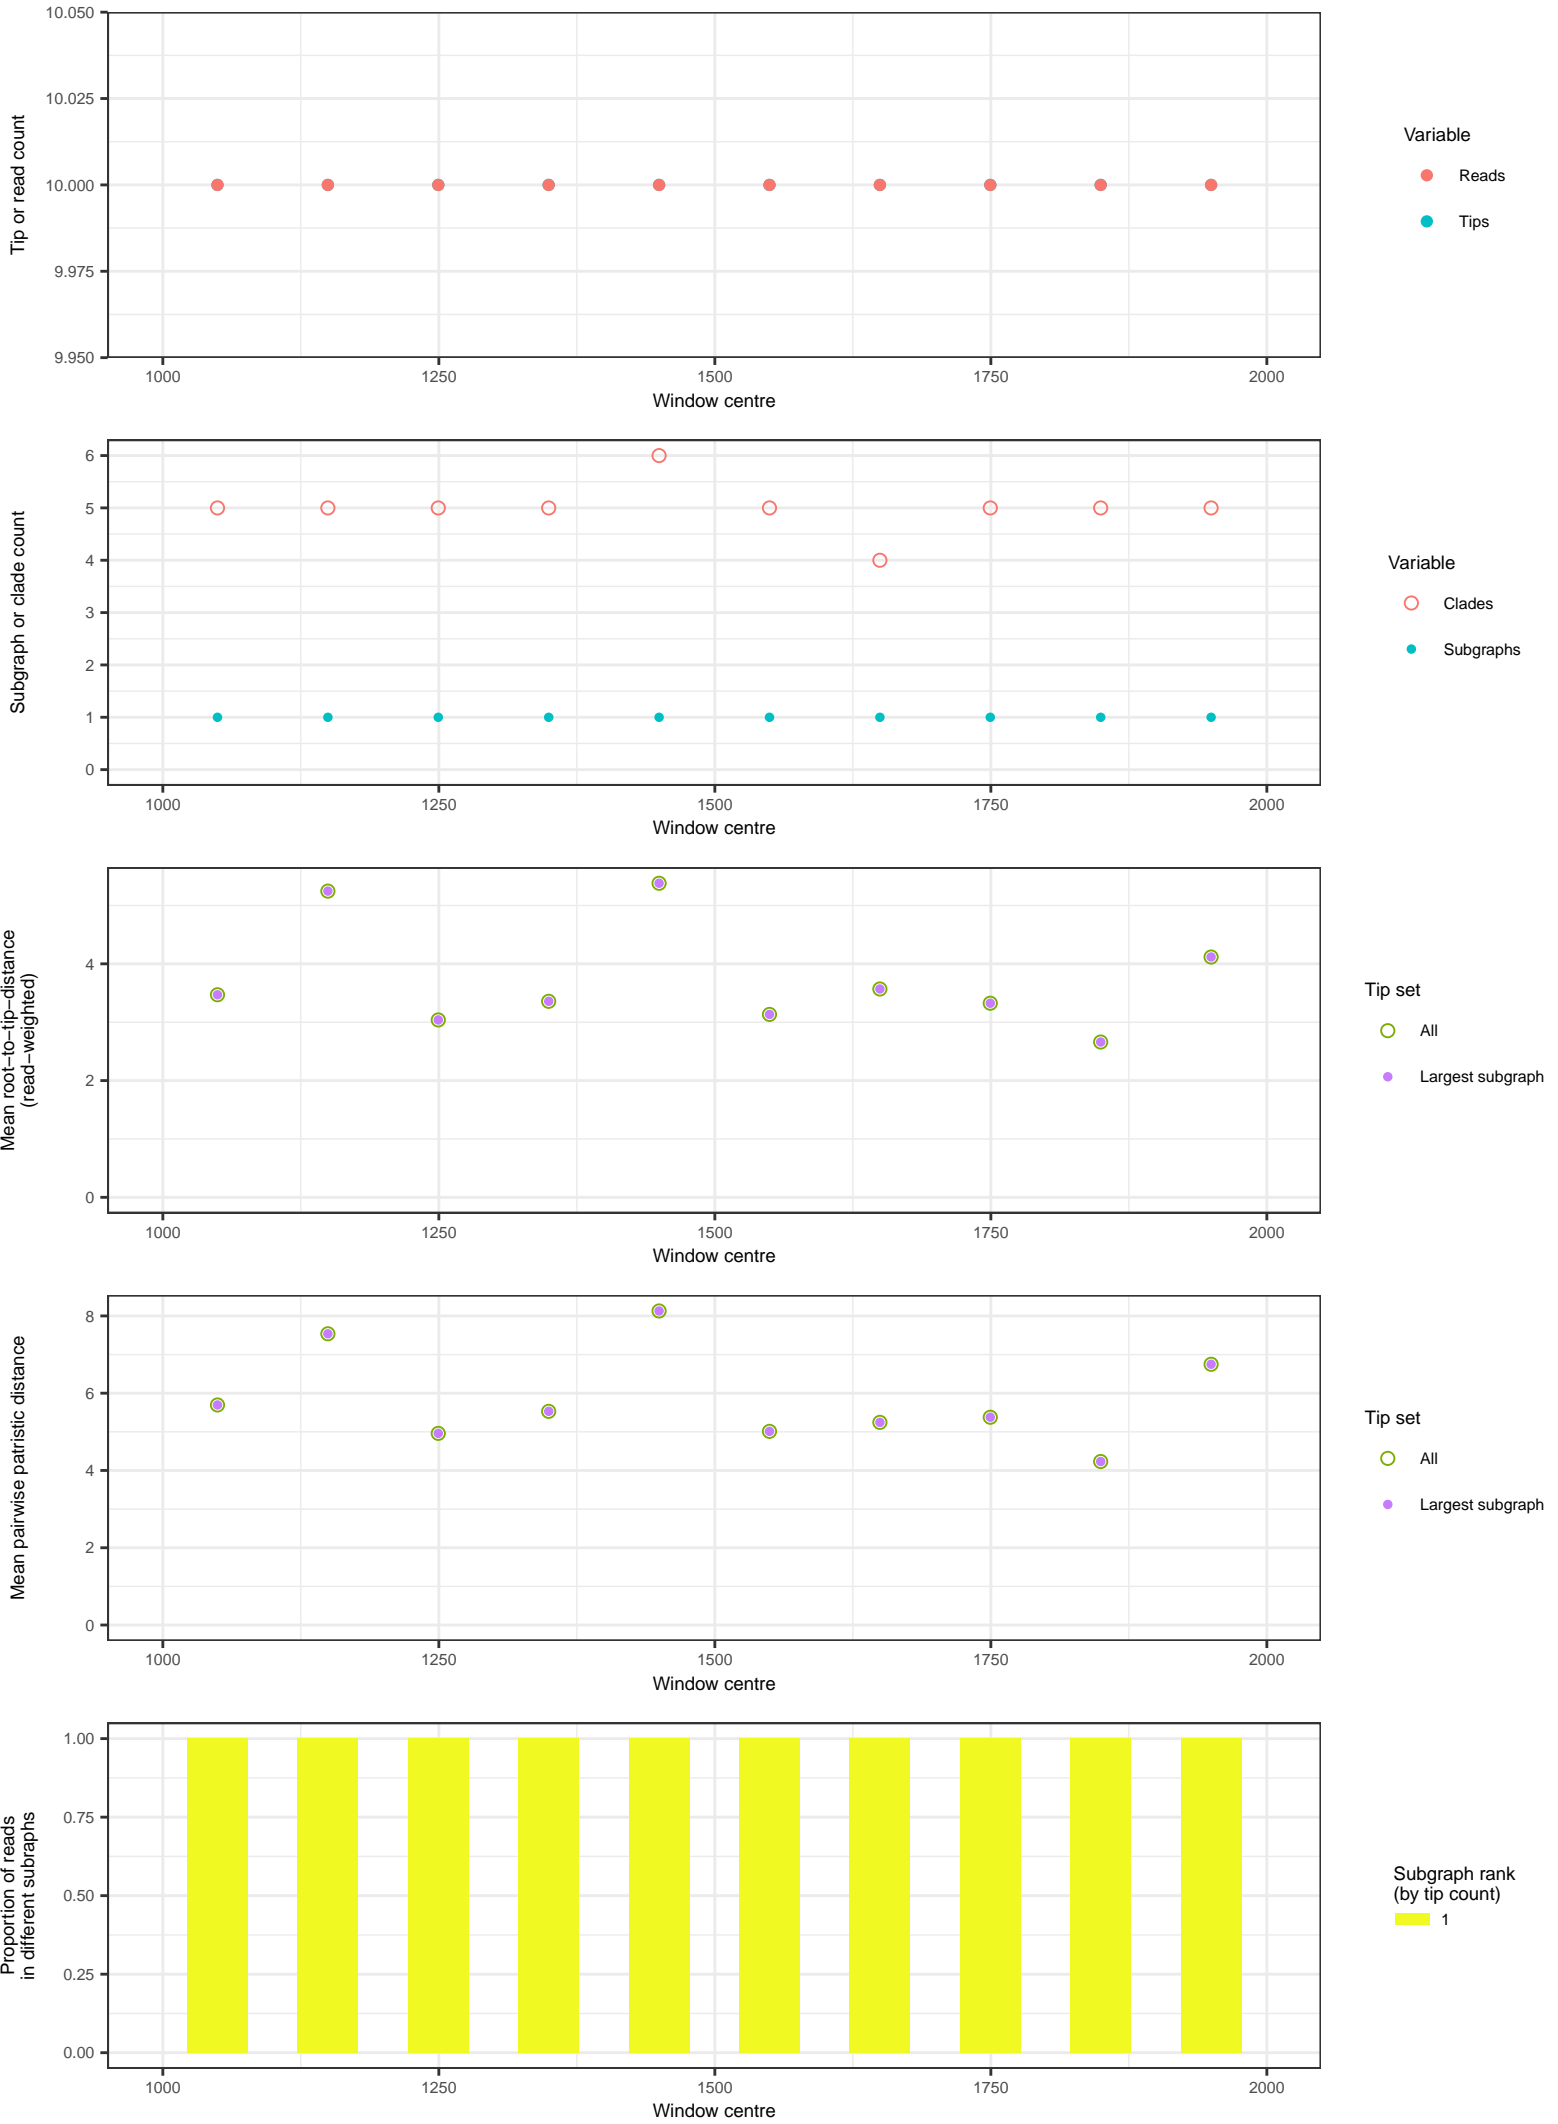 10.050
10.025
10.000
9.975
9.950
Tip or read count
1000 1250 1500 1750 2000
Window centre
Variable
Reads
Tips
6
5
4
3
2
1
0
Subgraph or clade count
1000 1250 1500 1750 2000
Window centre
Variable
Clades
Subgraphs
4
2
0
Mean root−to−tip−distance
(read−weighted)
1000 1250 1500 1750 2000
Window centre
Tip set
All
Largest subgraph
8
6
4
2
0
Mean pairwise patristic distance
1000 1250 1500 1750 2000
Window centre
Tip set
All
Largest subgraph
1.00
0.75
0.50
0.25
0.00
Proportion of reads
in different subraphs
1000 1250 1500 1750 2000
Window centre
Subgraph rank
(by tip count)
1